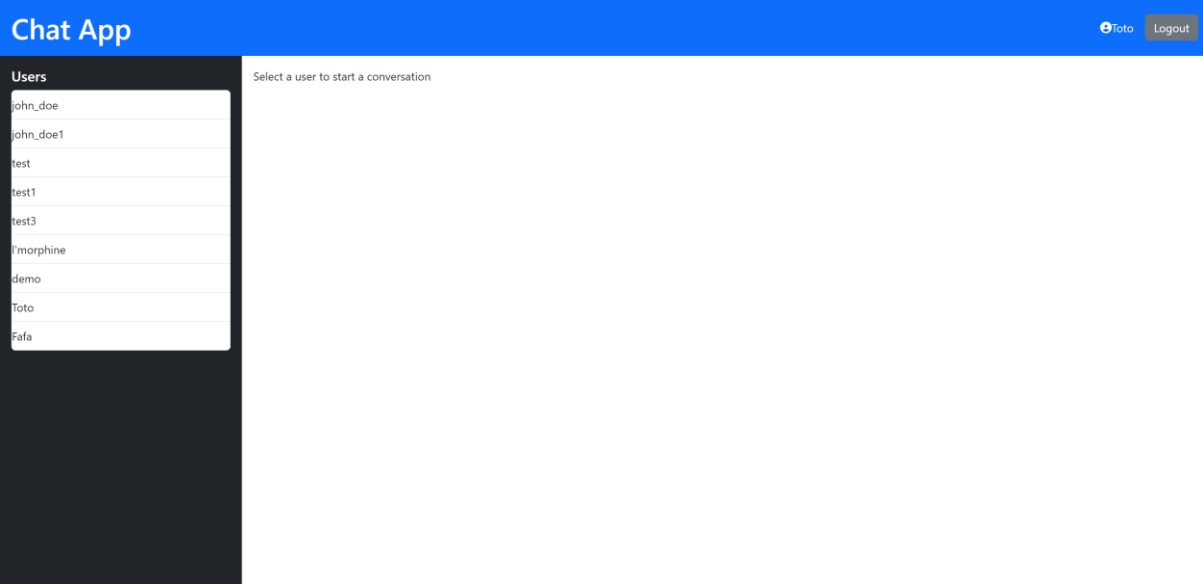 Chat App
Toto
Logout
Users
Select a user to start a conversation
john_doe
john_doe1
test
test1
test3
l'morphine
demo
Toto
Fafa